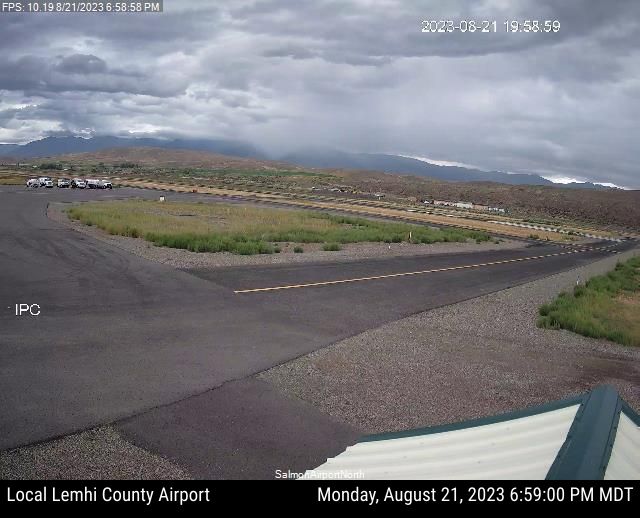 FPS: 10.19 8/21/2023 6:58:58 PM
2023-08-21 19:58:59
IPC
SalmonAirportNorth
Local Lemhi County Airport
Monday, August 21, 2023 6:59:00 PM MDT